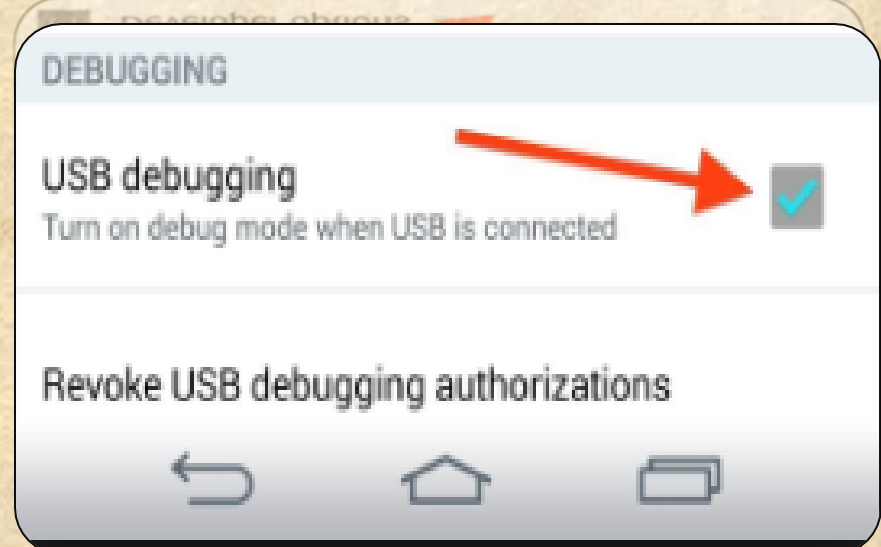 DEBUGGING
USB debugging
Turn on debug mode when USB is connected
Revoke USB debugging authorizations